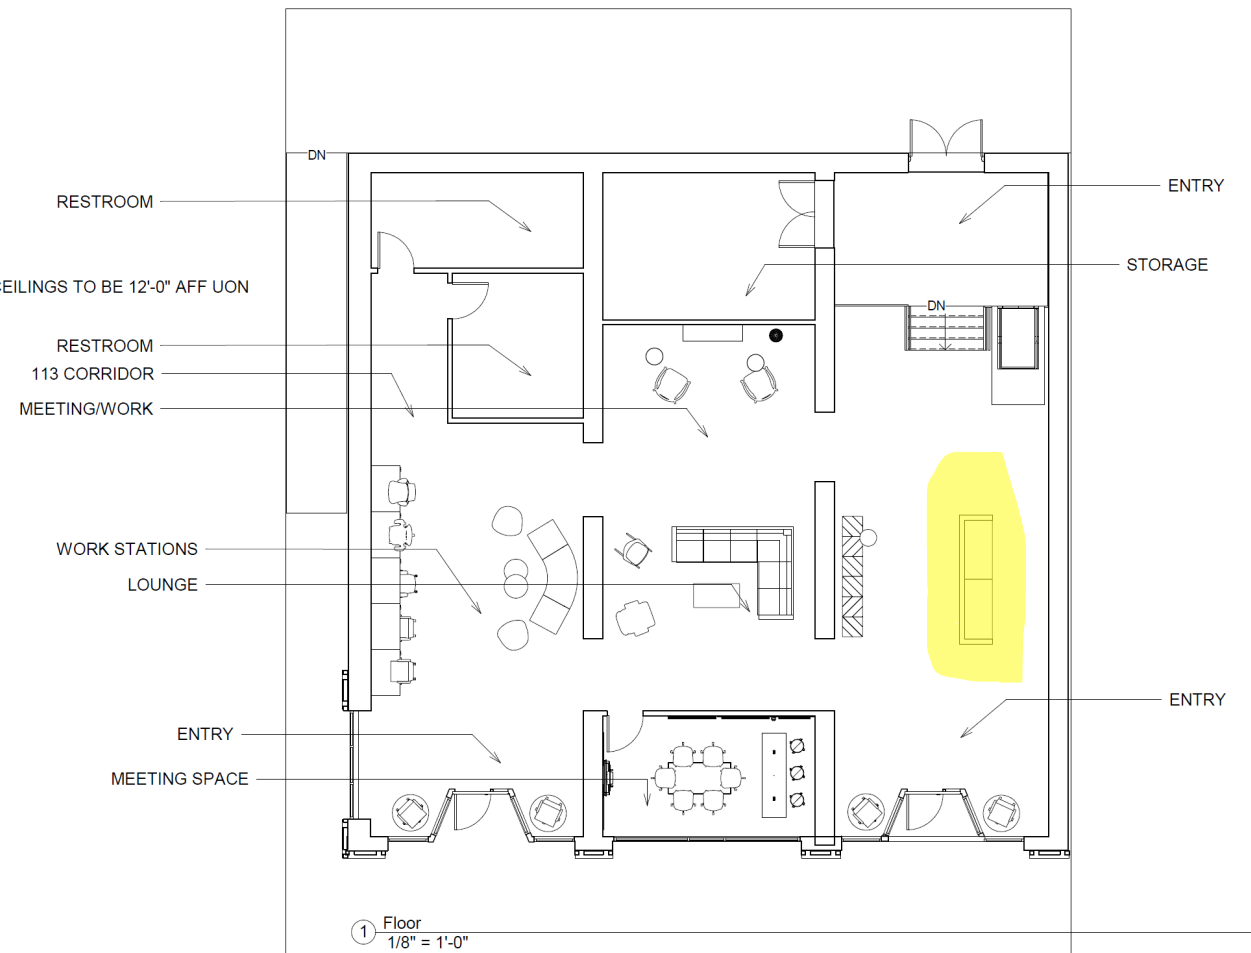 DN
RESTROOM
ENTRY
STORAGE
CEILINGS TO BE 12'-0" AFF UON
DN
RESTROOM
113 CORRIDOR
MEETING/WORK
WORK STATIONS
LOUNGE
ENTRY
ENTRY
MEETING SPACE
1 Floor
1/8" = 1'-0"